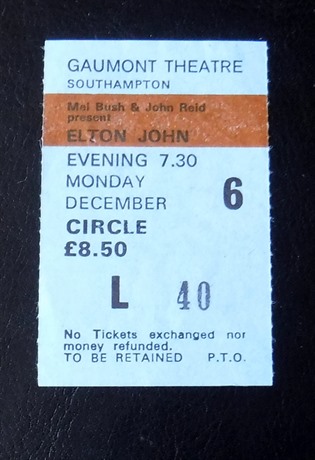 GAUMONT THEATRE
SOUTHAMPTON
Mel Bush & John Reid
present
ELTON JOHN
EVENING 7.30
MONDAY
DECEMBER 6
CIRCLE
£8.50
L 40
No Tickets exchanged nor
money refunded.
TO BE RETAINED P.T.O.